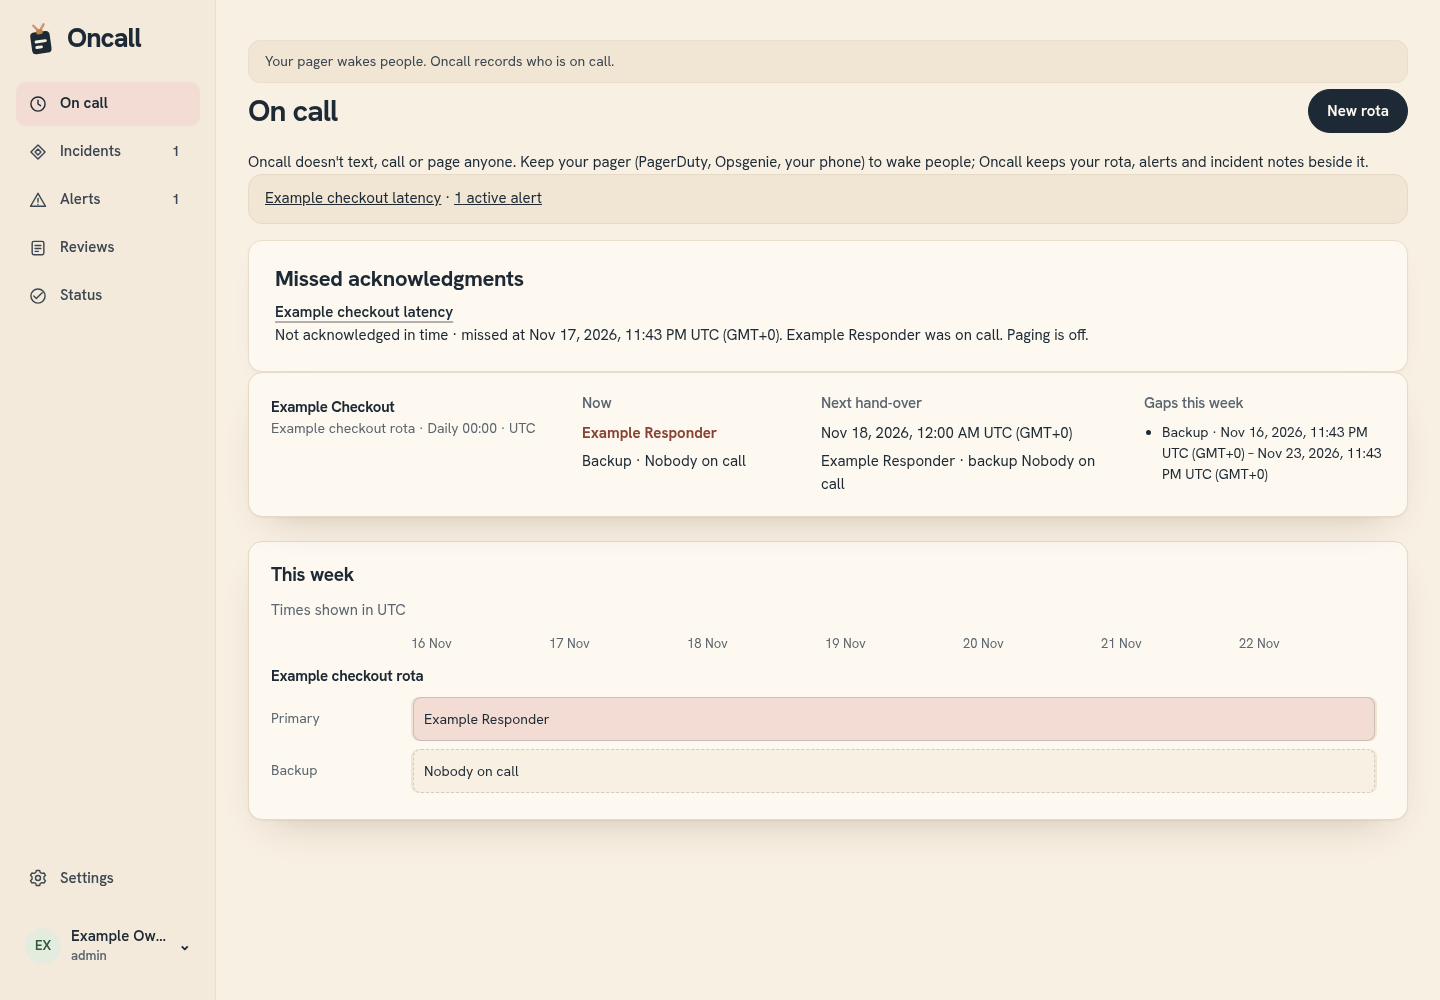 Oncall
On call
Incidents 1
Alerts 1
Reviews
Status
Settings
EX
Example Ow...
admin
Your pager wakes people. Oncall records who is on call.
On call
New rota
Oncall doesn't text, call or page anyone. Keep your pager (PagerDuty, Opsgenie, your phone) to wake people; Oncall keeps your rota, alerts and incident notes beside it.
Example checkout latency · 1 active alert
Missed acknowledgments
Example checkout latency
Not acknowledged in time · missed at Nov 17, 2026, 11:43 PM UTC (GMT+0). Example Responder was on call. Paging is off.
Example Checkout
Example checkout rota · Daily 00:00 · UTC
Now
Example Responder
Backup · Nobody on call
Next hand-over
Nov 18, 2026, 12:00 AM UTC (GMT+0)
Example Responder · backup Nobody on
call
Gaps this week
• Backup · Nov 16, 2026, 11:43 PM
UTC (GMT+0) – Nov 23, 2026, 11:43
PM UTC (GMT+0)
This week
Times shown in UTC
16 Nov 17 Nov 18 Nov 19 Nov 20 Nov 21 Nov 22 Nov
Example checkout rota
Primary
Example Responder
Backup
Nobody on call